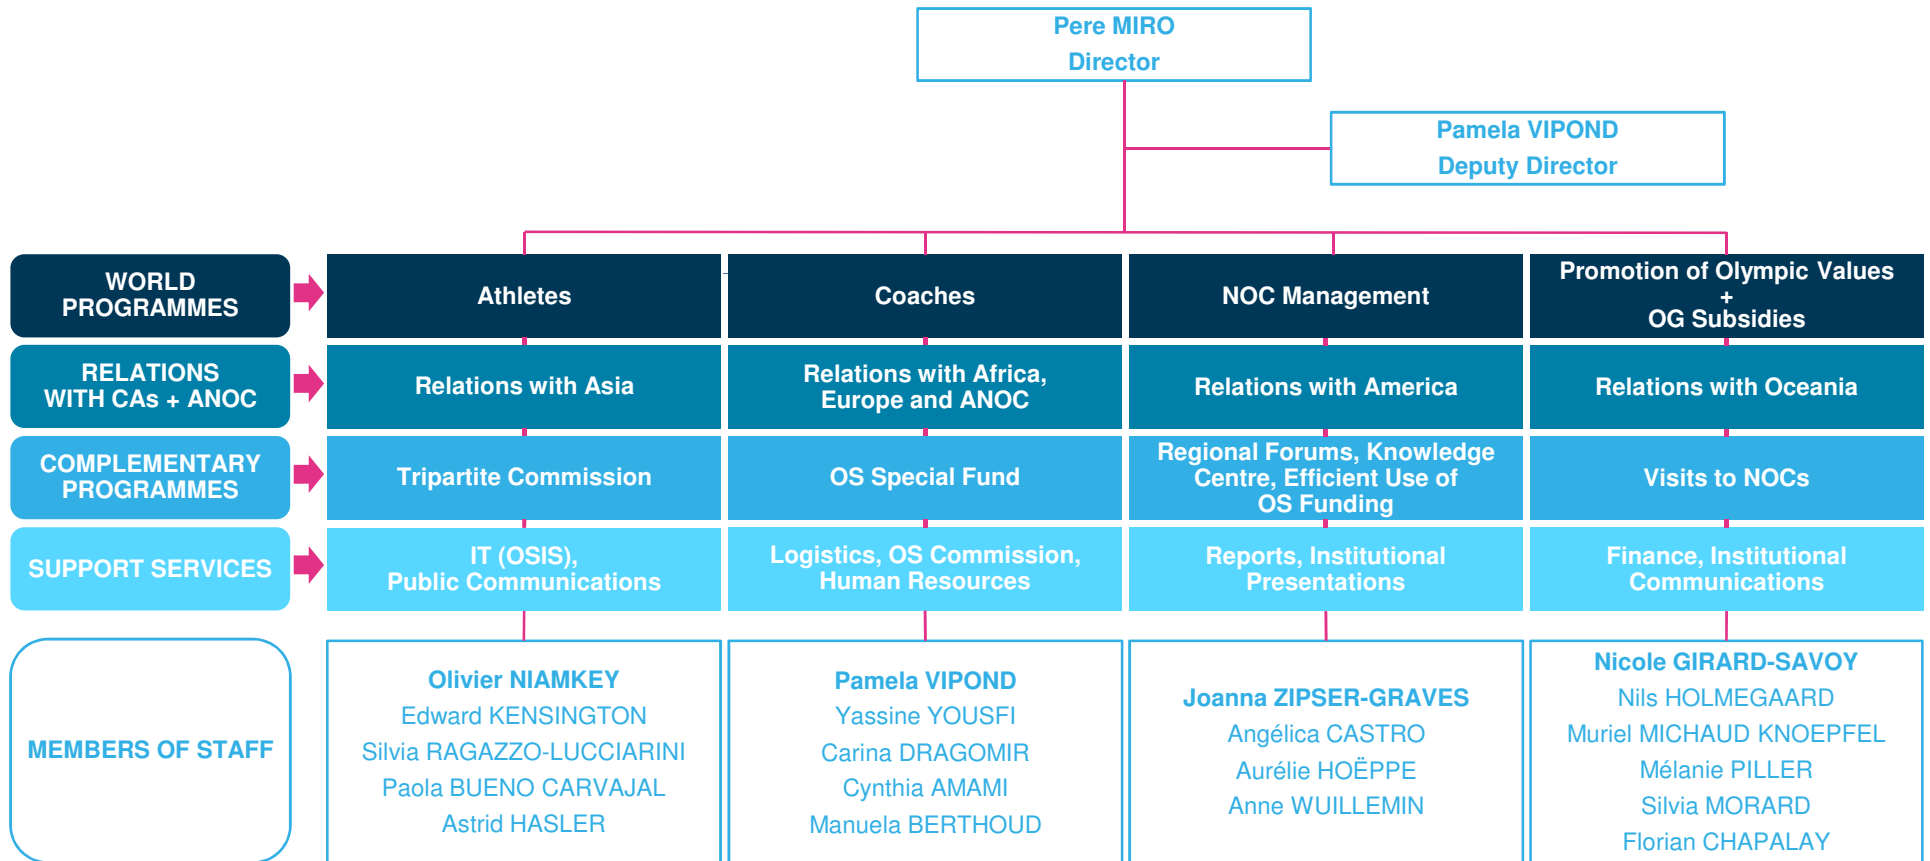 Pere MIRO
Director
Pamela VIPOND
Deputy Director
WORLD
PROGRAMMES
Athletes
Coaches
NOC Management
Promotion of Olympic Values
+
OG Subsidies
RELATIONS
WITH CAs + ANOC
Relations with Asia
Relations with Africa,
Europe and ANOC
Relations with America
Relations with Oceania
COMPLEMENTARY
PROGRAMMES
Tripartite Commission
OS Special Fund
Regional Forums, Knowledge
Centre, Efficient Use of
OS Funding
Visits to NOCs
SUPPORT SERVICES
IT (OSIS),
Public Communications
Logistics, OS Commission,
Human Resources
Reports, Institutional
Presentations
Finance, Institutional
Communications
MEMBERS OF STAFF
Olivier NIAMKEY
Edward KENSINGTON
Silvia RAGAZZO-LUCCIARINI
Paola BUENO CARVAJAL
Astrid HASLER
Pamela VIPOND
Yassine YOUSFI
Carina DRAGOMIR
Cynthia AMAMI
Manuela BERTHOUD
Joanna ZIPSER-GRAVES
Angélica CASTRO
Aurélie HOËPPE
Anne WUILLEMIN
Nicole GIRARD-SAVOY
Nils HOLMEGAARD
Muriel MICHAUD KNOEPFEL
Mélanie PILLER
Silvia MORARD
Florian CHAPALAY